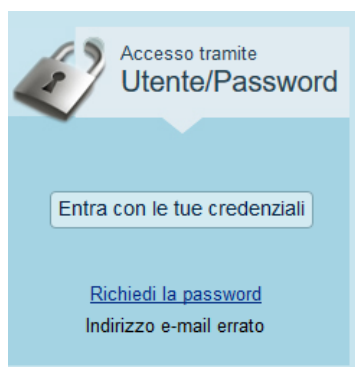 Accesso tramite
Utente/Password
Entra con le tue credenziali
Richiedi la password
Indirizzo e-mail errato